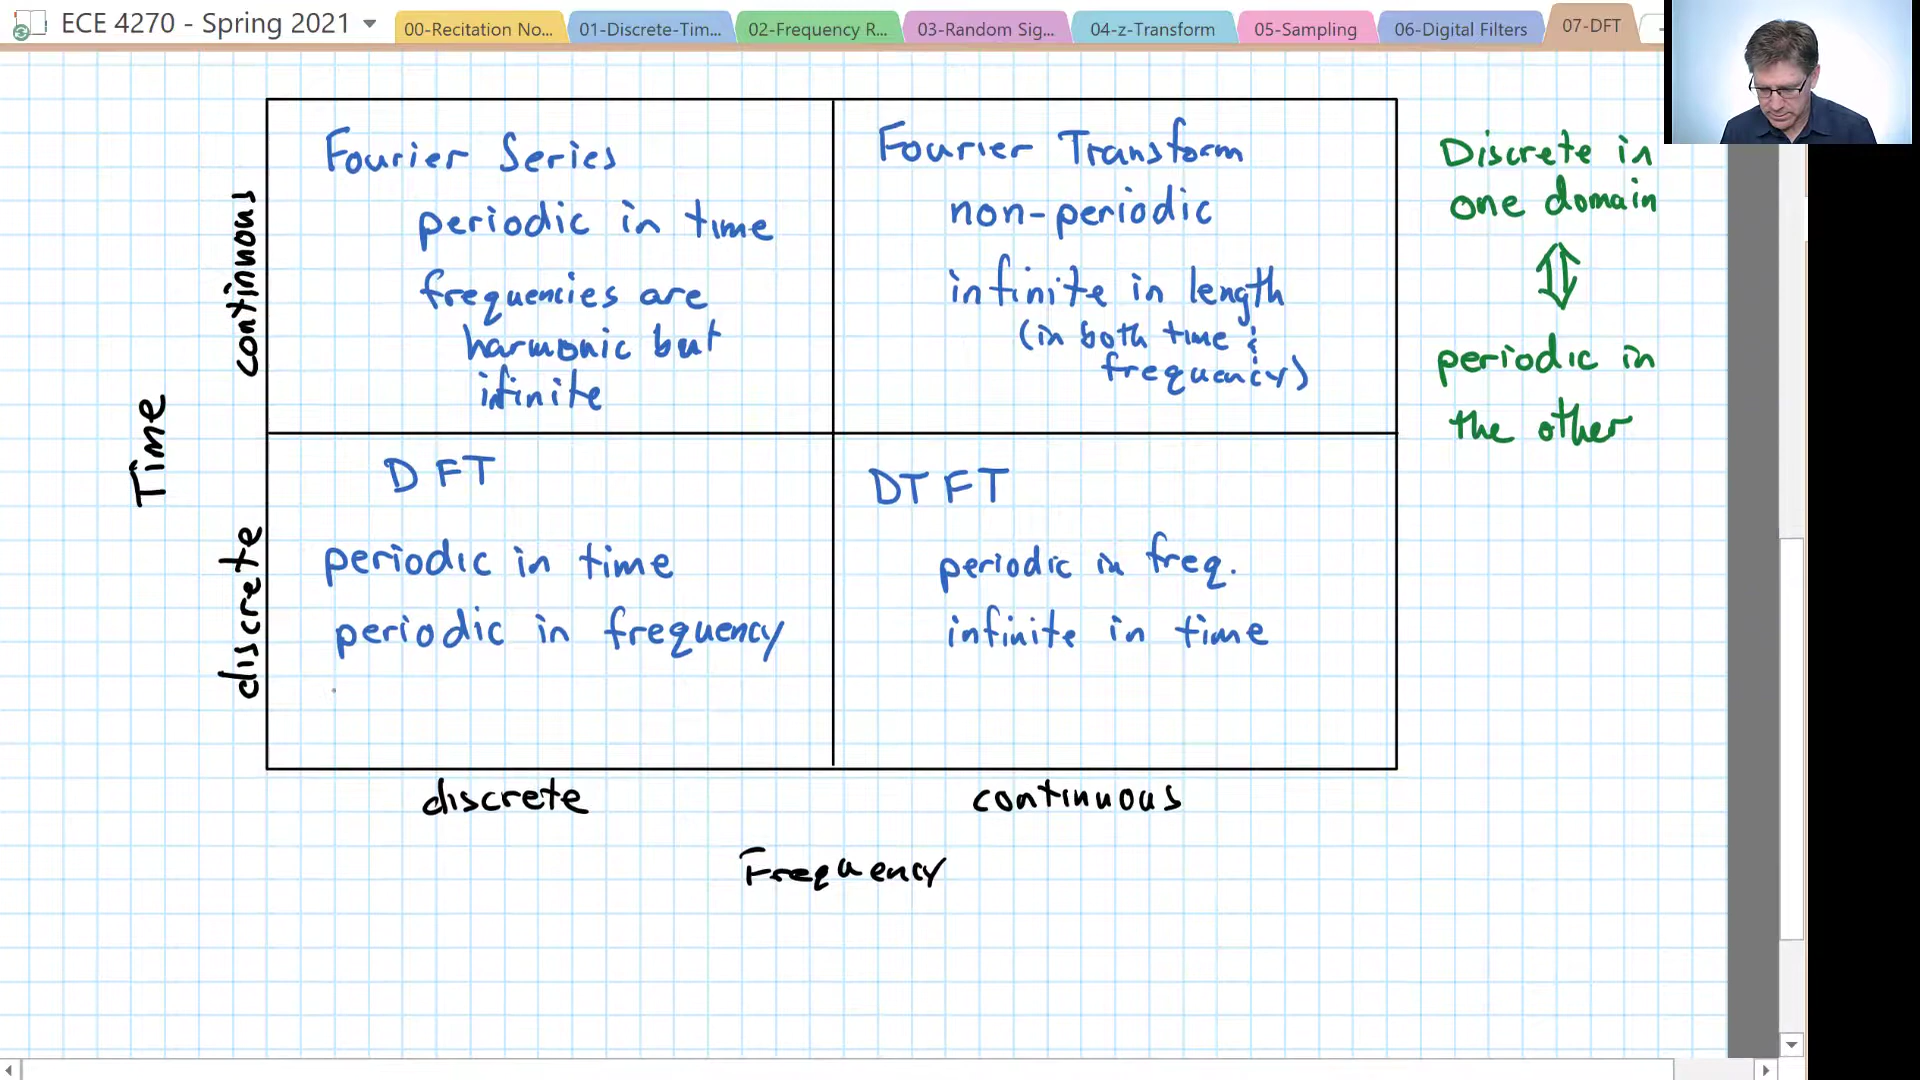 ECE 4270 - Spring 2021
00-Recitation No...
01-Discrete-Tim...
02-Frequency R...
03-Random Sig...
04-z-Transform
05-Sampling
06-Digital Filters
07-DFT
Fourier Series
periodic in time
frequencies are
harmonic but
infinite
Fourier Transform
non-periodic
infinite in length
(in both time &
frequency)
Discrete in
one domain
⇕
periodic in
the other
Time
continuous
discrete
DFT
periodic in time
periodic in frequency
DTFT
periodic in freq.
infinite in time
discrete
continuous
Frequency